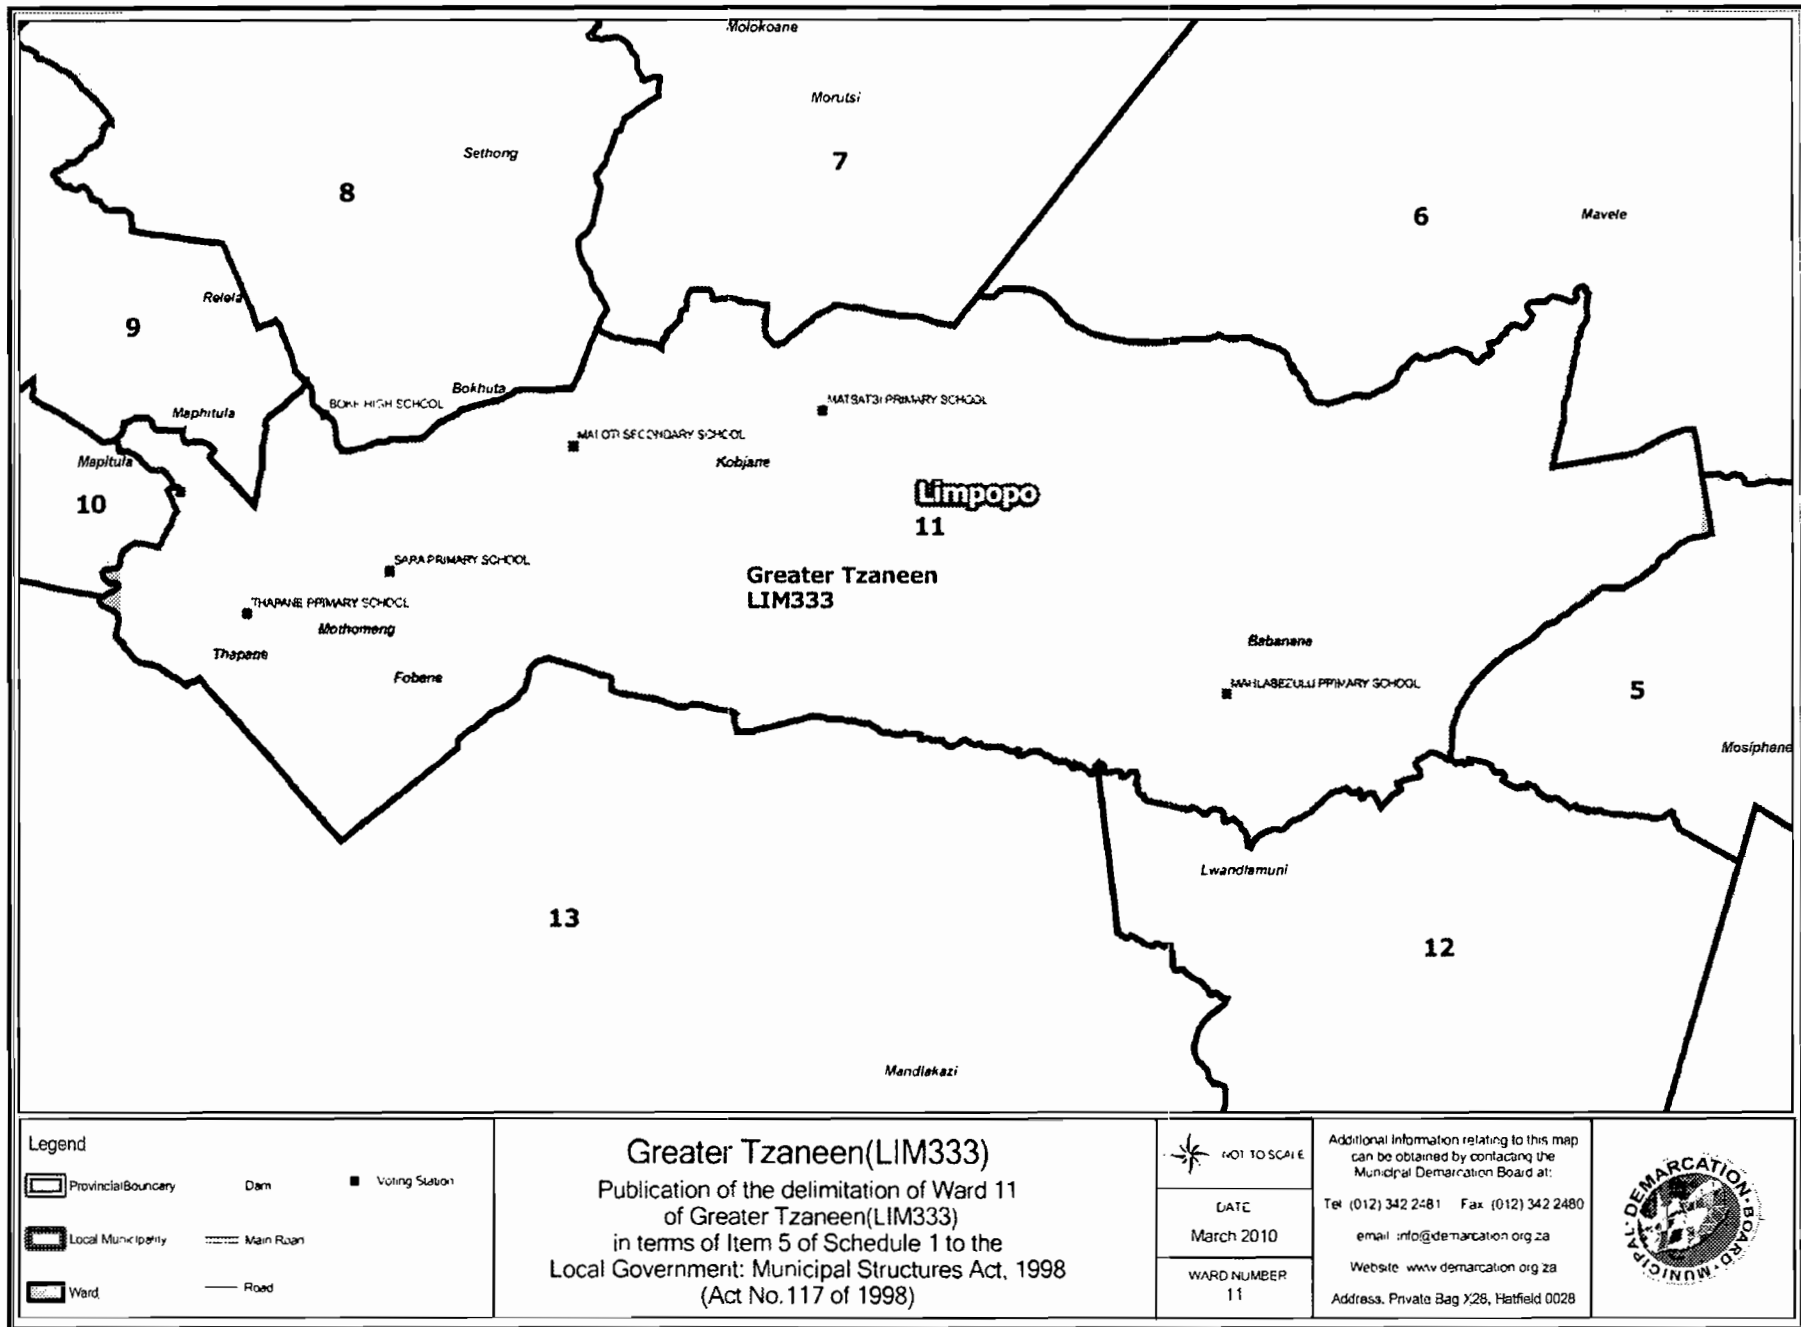 Molokoane
Morutsi
Sethong
7
8
6
Mavele
Relela
9
Bokhuta
BOKE HIGH SCHOOL
MATSATSI PRIMARY SCHOOL
Maphitula
MALOTI SECONDARY SCHOOL
Mapitula
Kobjane
10
Limpopo
11
SARA PRIMARY SCHOOL
Greater Tzaneen
LIM333
THAPANE PRIMARY SCHOOL
Mothomeng
Thapane
Fobene
Babanana
MAHLABEZULU PRIMARY SCHOOL
5
Mosiphane
Lwandlamuni
13
12
Mandlakazi
Legend
Provincial Boundary
Dam
Voting Station
Local Municipality
Main Road
Ward
Road
Greater Tzaneen(LIM333)
Publication of the delimitation of Ward 11
of Greater Tzaneen(LIM333)
in terms of Item 5 of Schedule 1 to the
Local Government: Municipal Structures Act, 1998
(Act No.117 of 1998)
NOT TO SCALE
DATE
March 2010
WARD NUMBER
11
Additional Information relating to this map
can be obtained by contacting the
Municipal Demarcation Board at:
Tel (012) 342 2481 Fax (012) 342 2480
email info@demarcation.org.za
Website www.demarcation.org.za
Address. Private Bag X28, Hatfield 0028
MUNICIPAL DEMARCATION BOARD